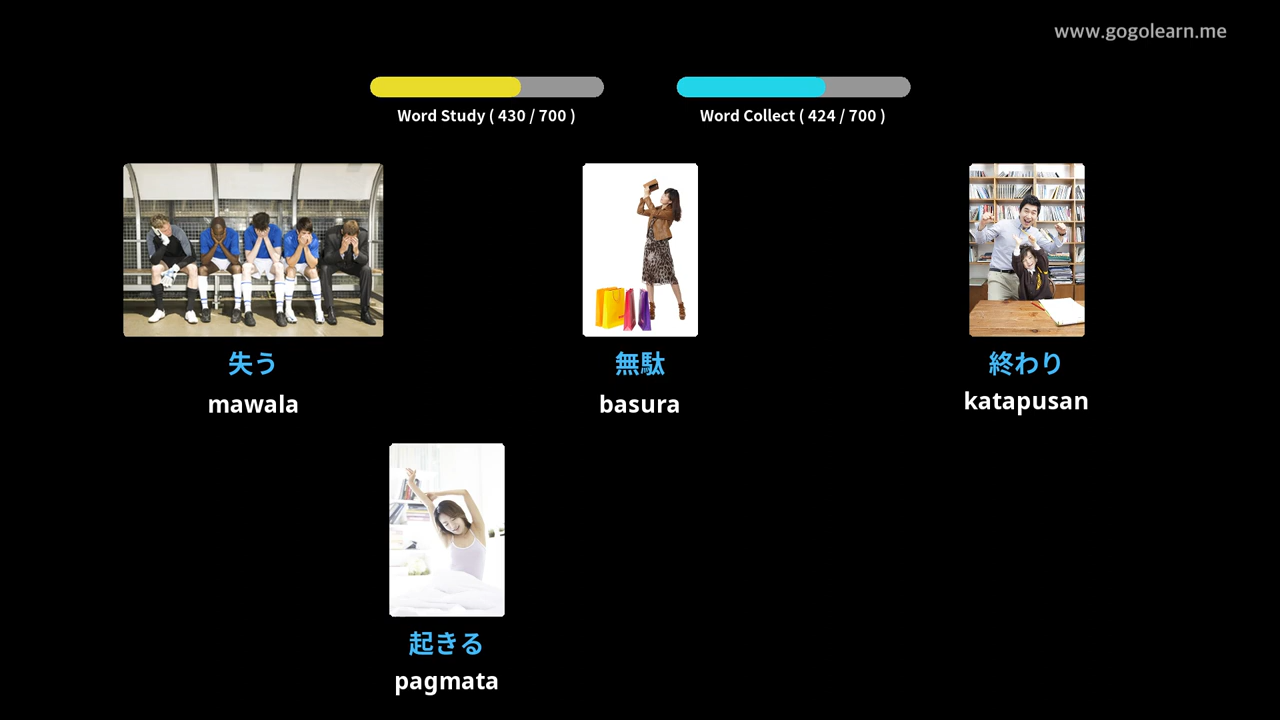 www.gogolearn.me
Word Study ( 430 / 700 )
Word Collect ( 424 / 700 )
失う
mawala
無駄
basura
終わり
katapusan
起きる
pagmata